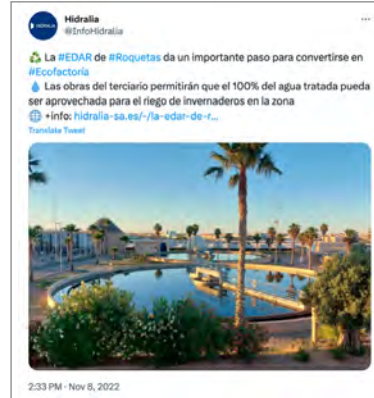 HIDRALIA
Hidralia
@InfoHidralia
♻️ La #EDAR de #Roquetas da un importante paso para convertirse en
#Ecofactoría
💧 Las obras del terciario permitirán que el 100% del agua tratada pueda
ser aprovechada para el riego de invernaderos en la zona
🌐 +info: hidralia-sa.es/-/la-edar-de-r...
Translate Tweet
2:33 PM · Nov 8, 2022